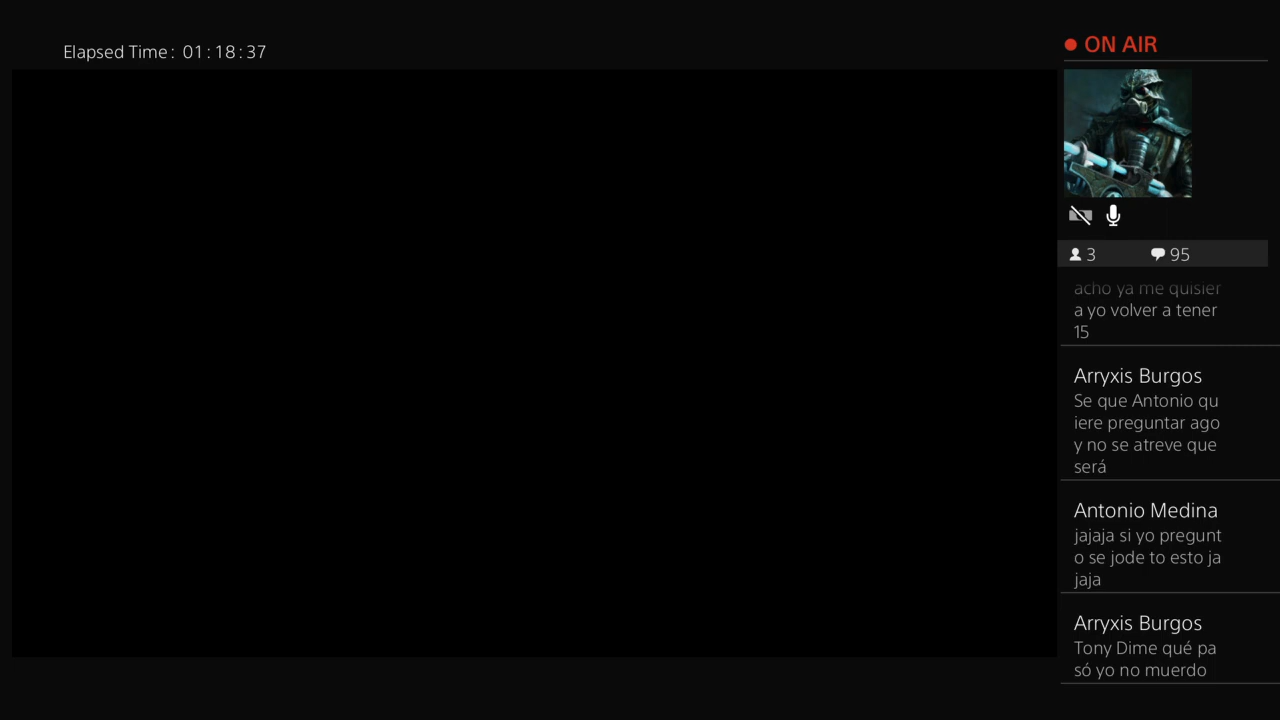 Elapsed Time: 01:18:37
ON AIR
3 95
acho ya me quisier
a yo volver a tener
15
Arryxis Burgos
Se que Antonio qu
iere preguntar ago
y no se atreve que
será
Antonio Medina
jajaja si yo pregunt
o se jode to esto ja
jaja
Arryxis Burgos
Tony Dime qué pa
só yo no muerdo